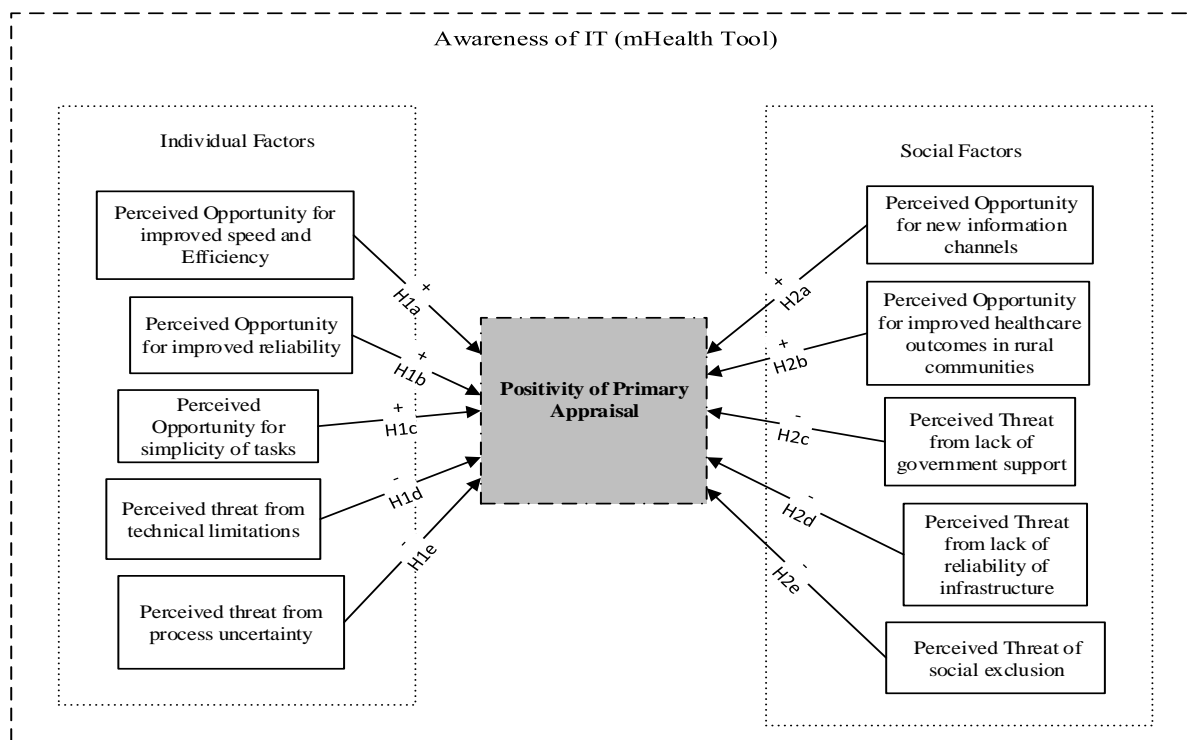 Awareness of IT (mHealth Tool)
Individual Factors
Perceived Opportunity for
improved speed and
Efficiency
Perceived Opportunity
for improved reliability
Perceived
Opportunity for
simplicity of tasks
Perceived threat from
technical limitations
Perceived threat from
process uncertainty
+
H1a
+
H1b
+
H1c
-
H1d
-
H1e
Positivity of Primary
Appraisal
+
H2a
+
H2b
-
H2c
-
H2d
-
H2e
Social Factors
Perceived Opportunity
for new information
channels
Perceived Opportunity
for improved healthcare
outcomes in rural
communities
Perceived Threat
from lack of
government support
Perceived Threat
from lack of
reliability of
infrastructure
Perceived Threat of
social exclusion